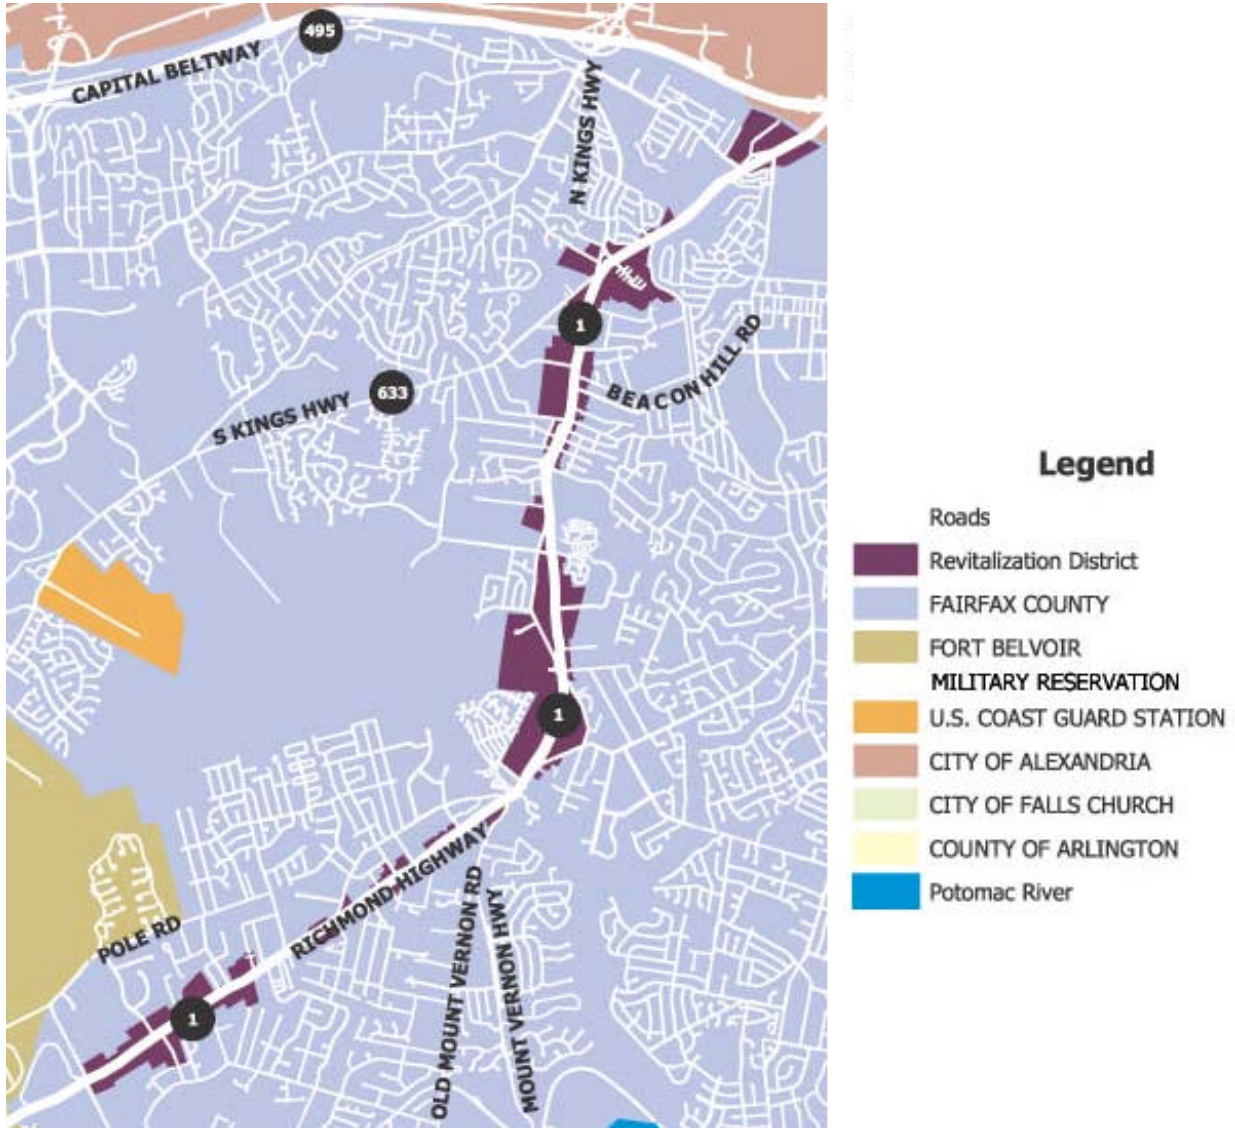 495
CAPITAL BELTWAY
N KINGS HWY
1
BEACON HILL RD
633
S KINGS HWY
1
RICHMOND HIGHWAY
POLE RD
OLD MOUNT VERNON RD
MOUNT VERNON HWY
1
Legend
Roads
Revitalization District
FAIRFAX COUNTY
FORT BELVOIR
MILITARY RESERVATION
U.S. COAST GUARD STATION
CITY OF ALEXANDRIA
CITY OF FALLS CHURCH
COUNTY OF ARLINGTON
Potomac River